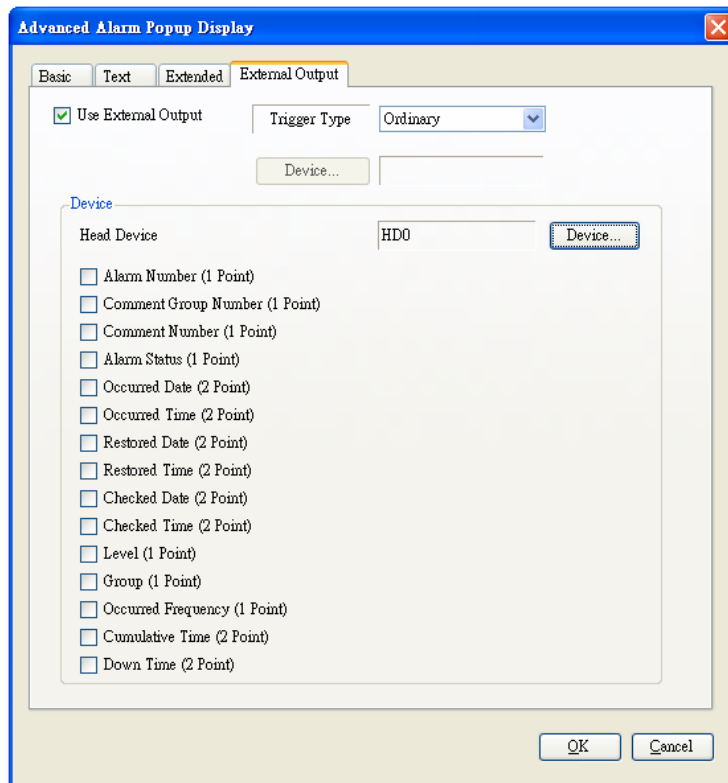 Advanced Alarm Popup Display
Basic Text Extended External Output
Use External Output Trigger Type Ordinary
Device...
Device
Head Device HD0 Device...
Alarm Number (1 Point)
Comment Group Number (1 Point)
Comment Number (1 Point)
Alarm Status (1 Point)
Occurred Date (2 Point)
Occurred Time (2 Point)
Restored Date (2 Point)
Restored Time (2 Point)
Checked Date (2 Point)
Checked Time (2 Point)
Level (1 Point)
Group (1 Point)
Occurred Frequency (1 Point)
Cumulative Time (2 Point)
Down Time (2 Point)
OK Cancel